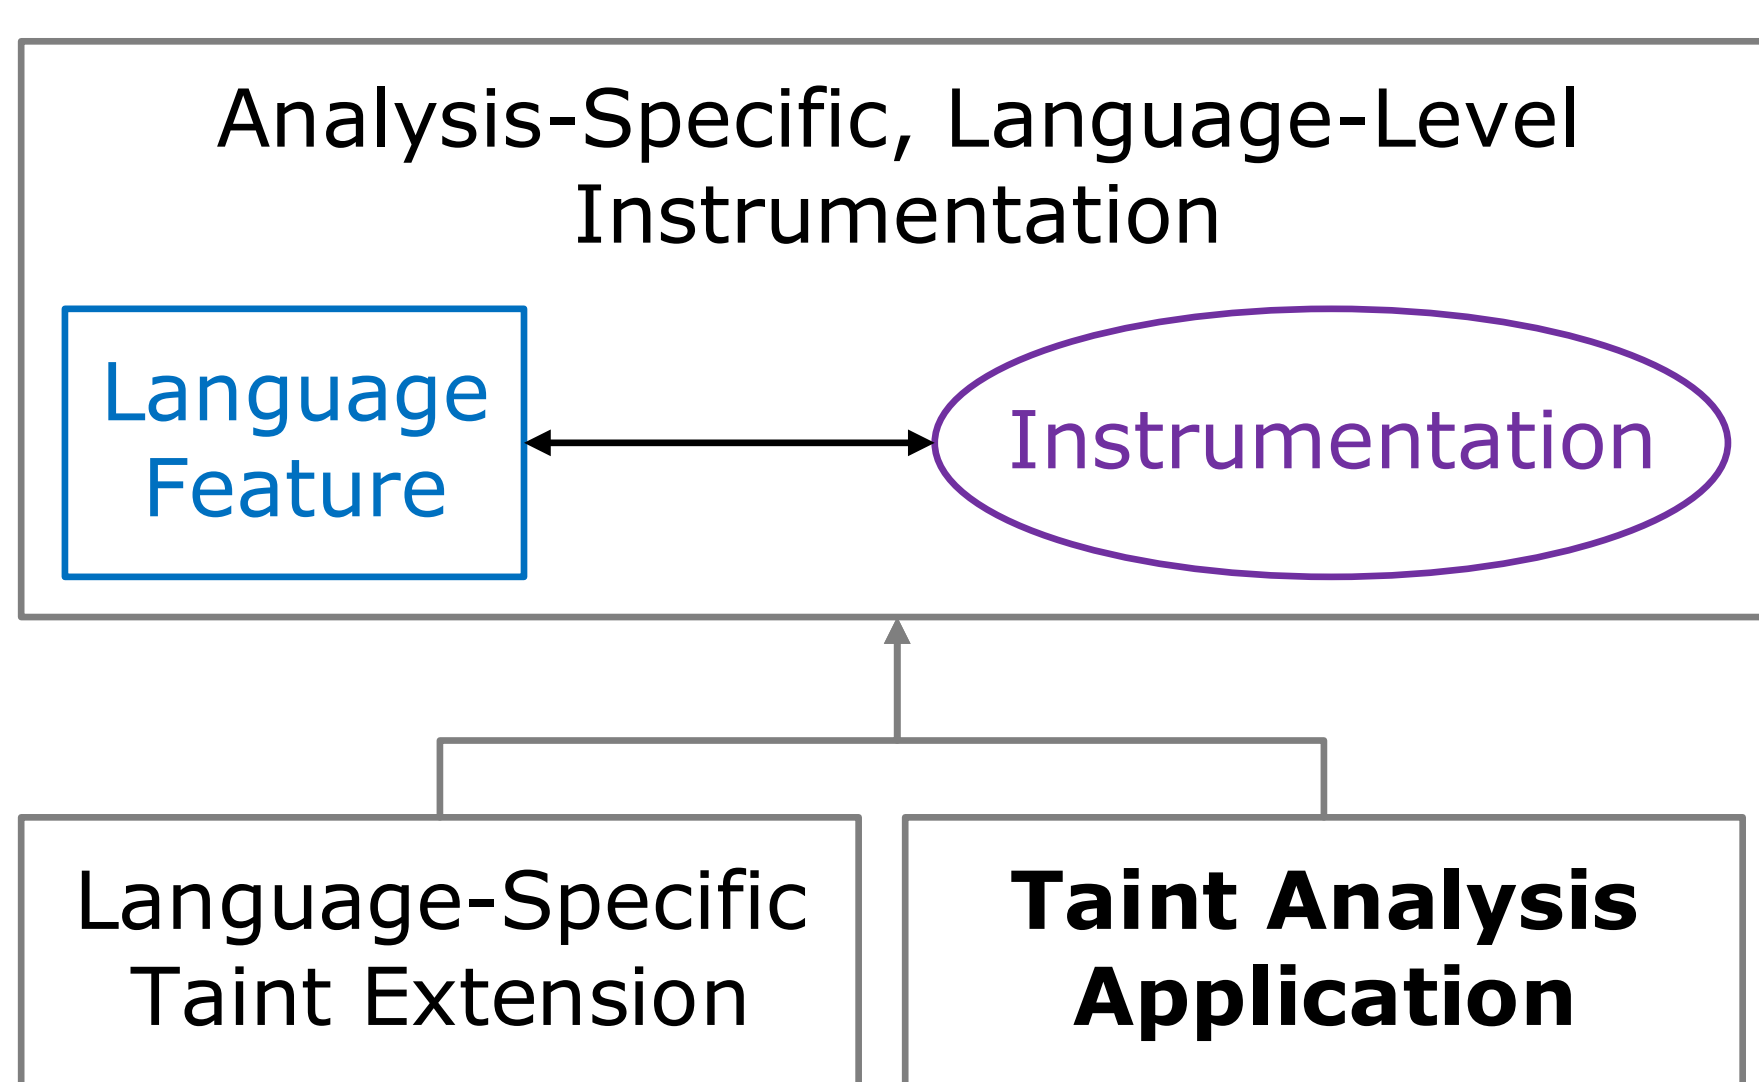 Analysis-Specific, Language-Level
Instrumentation
Language
Feature
Instrumentation
Language-Specific
Taint Extension
Taint Analysis
Application